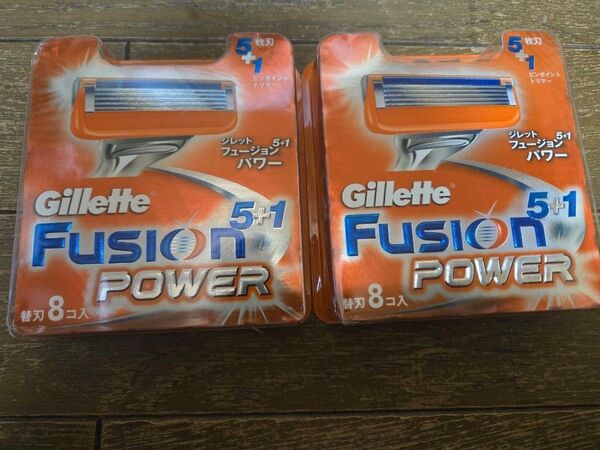 5枚刃
+1
ピンポイント
トリマー
ジレット 5+1
フュージョン
パワー
Gillette
5+1
Fusion
POWER
替刃8コ入
5枚刃
+1
ピンポイント
トリマー
ジレット 5+1
フュージョン
パワー
Gillette
5+1
Fusion
POWER
替刃8コ入